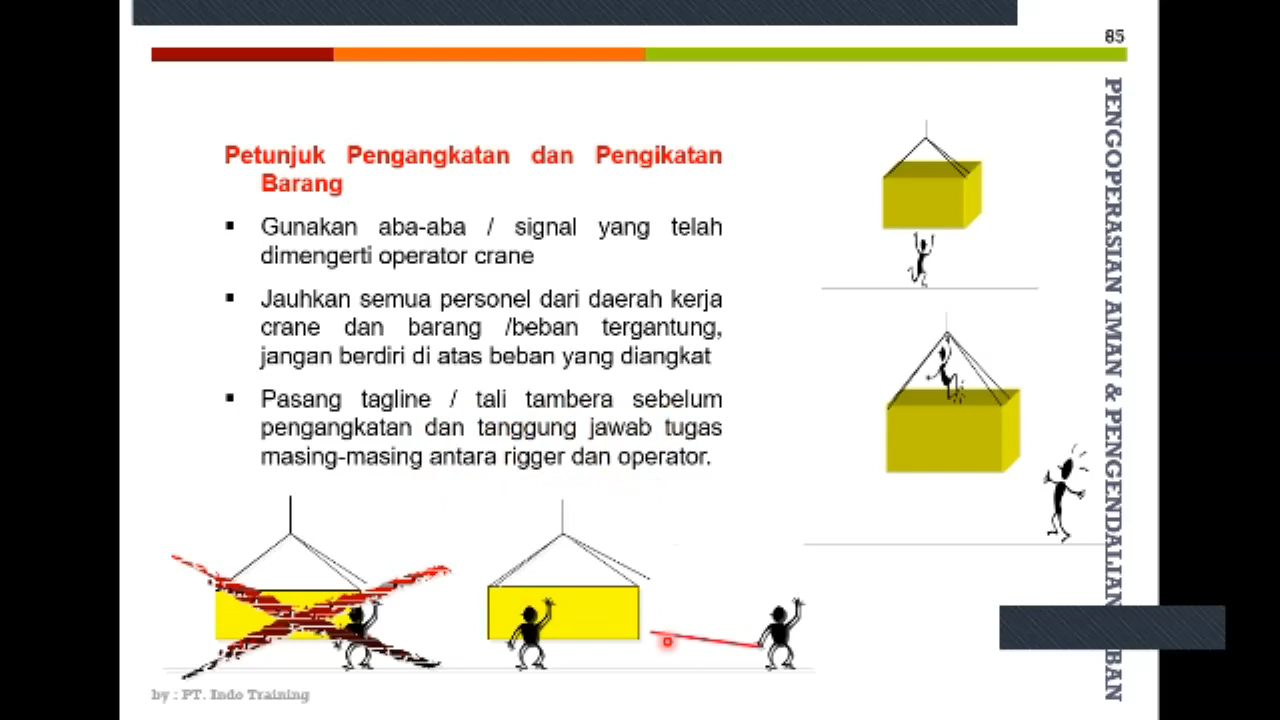 85
Petunjuk Pengangkatan dan Pengikatan
Barang
▪ Gunakan aba-aba / signal yang telah
dimengerti operator crane
▪ Jauhkan semua personel dari daerah kerja
crane dan barang /beban tergantung,
jangan berdiri di atas beban yang diangkat
▪ Pasang tagline / tali tambera sebelum
pengangkatan dan tanggung jawab tugas
masing-masing antara rigger dan operator.
by : PT. Indo Training
PENGOPERASIAN AMAN & PENGENDALIAN BAN